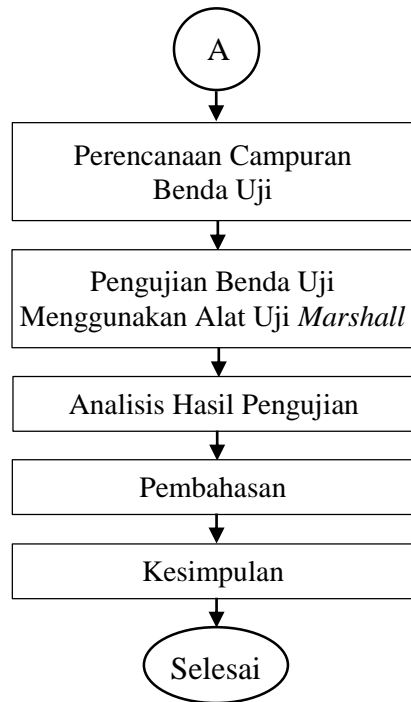 A
Perencanaan Campuran
Benda Uji
Pengujian Benda Uji
Menggunakan Alat Uji Marshall
Analisis Hasil Pengujian
Pembahasan
Kesimpulan
Selesai